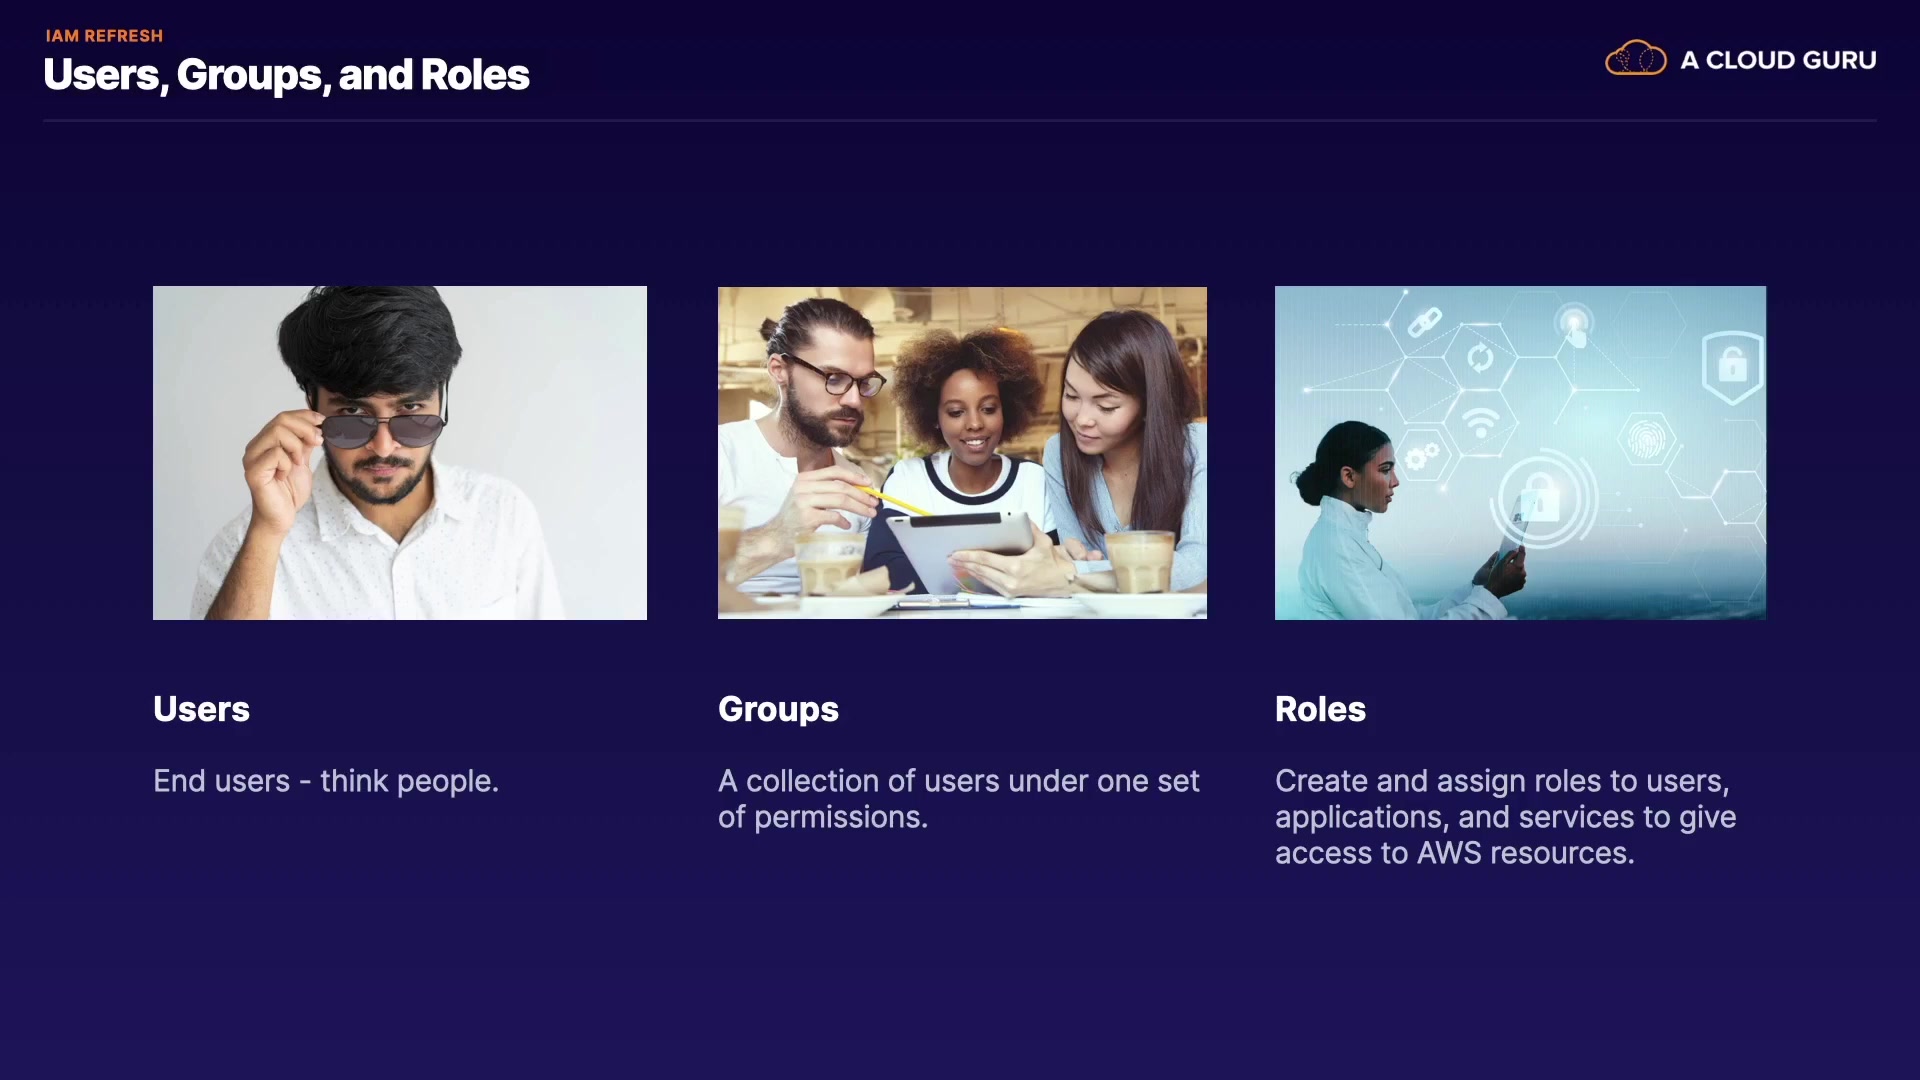 IAM REFRESH
Users, Groups, and Roles
A CLOUD GURU
Users
End users - think people.
Groups
A collection of users under one set
of permissions.
Roles
Create and assign roles to users,
applications, and services to give
access to AWS resources.